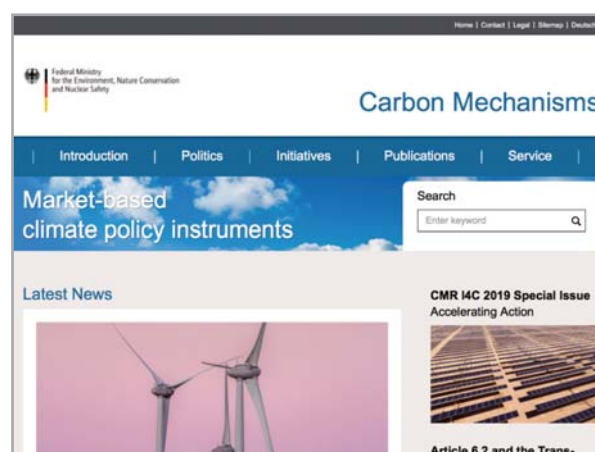 Home | Contact | Legal | Sitemap | Deutsch
Federal Ministry
for the Environment, Nature Conservation
and Nuclear Safety
Carbon Mechanisms
| Introduction | Politics | Initiatives | Publications | Service |
Market-based
climate policy instruments
Search
Enter keyword
Latest News
CMR I4C 2019 Special Issue
Accelerating Action
Article 6.2 and the Trans-